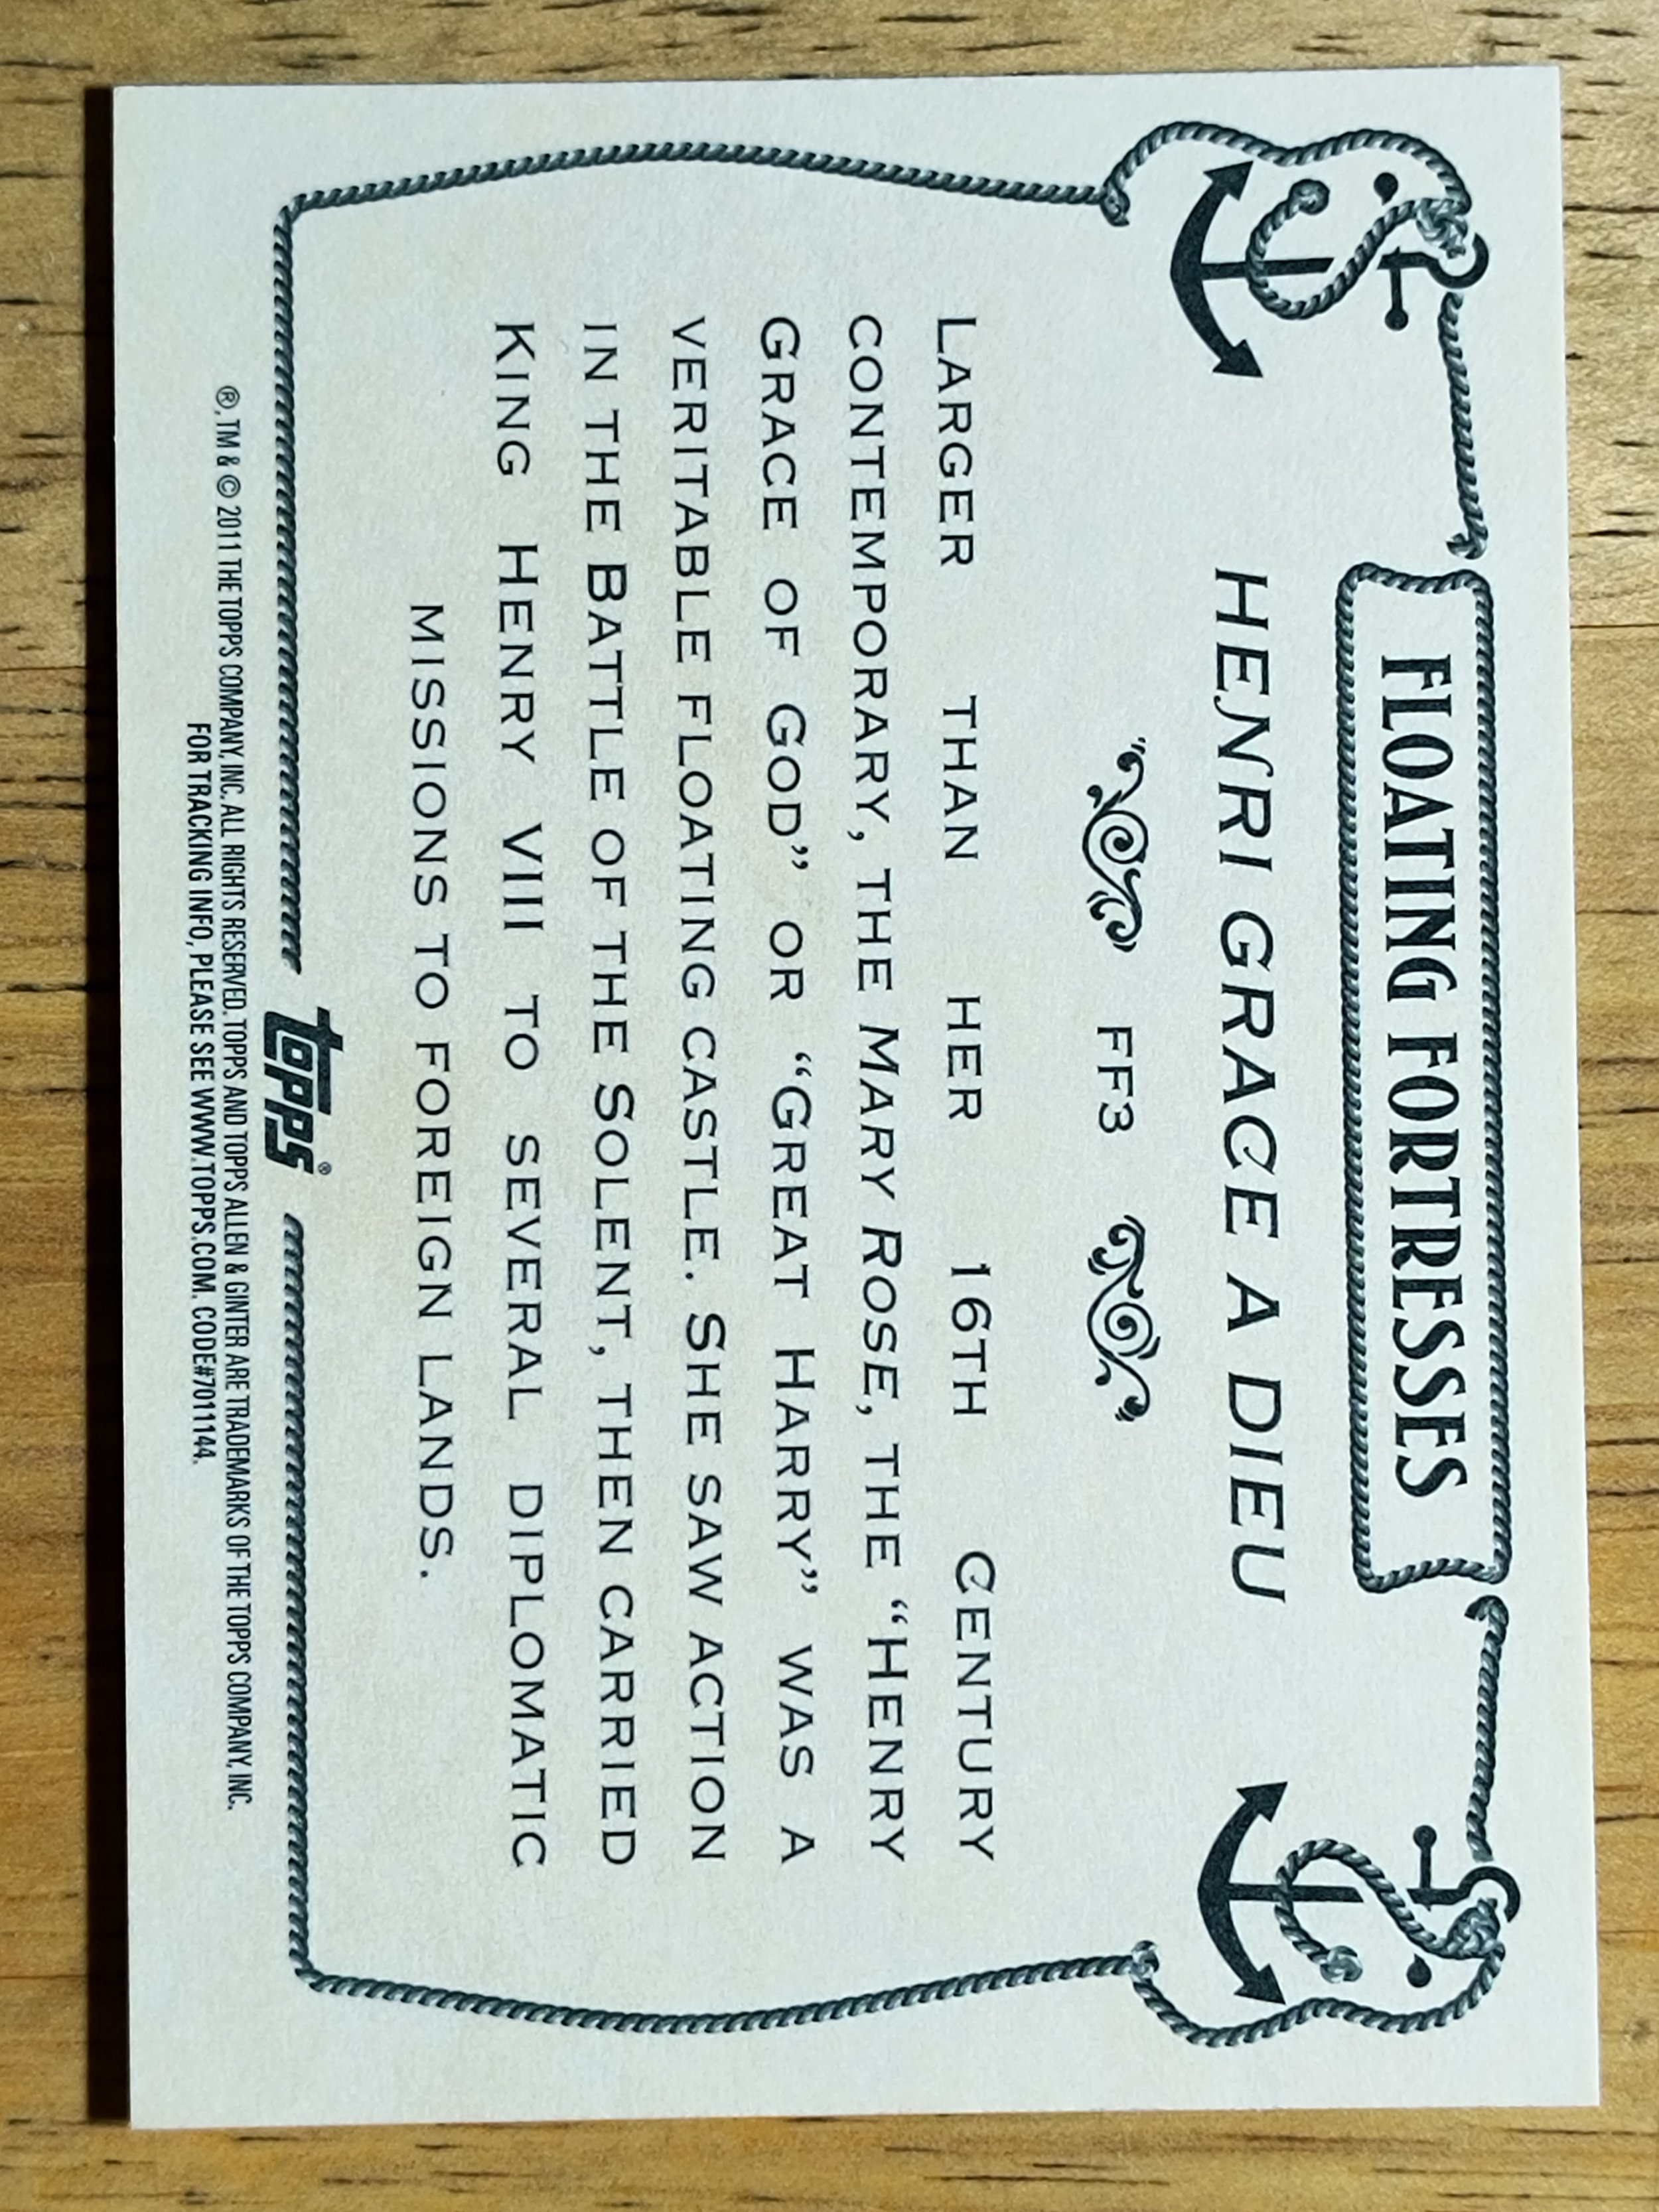 FLOATING FORTRESSES
HENRI GRACE A DIEU
FF3
LARGER THAN HER 16TH CENTURY
CONTEMPORARY, THE MARY ROSE, THE “HENRY
GRACE OF GOD” OR “GREAT HARRY” WAS A
VERITABLE FLOATING CASTLE. SHE SAW ACTION
IN THE BATTLE OF THE SOLENT, THEN CARRIED
KING HENRY VIII TO SEVERAL DIPLOMATIC
MISSIONS TO FOREIGN LANDS.
topps®
®, TM & © 2011 THE TOPPS COMPANY, INC. ALL RIGHTS RESERVED. TOPPS AND TOPPS ALLEN & GINTER ARE TRADEMARKS OF THE TOPPS COMPANY, INC.
FOR TRACKING INFO, PLEASE SEE WWW.TOPPS.COM. CODE#7011144.